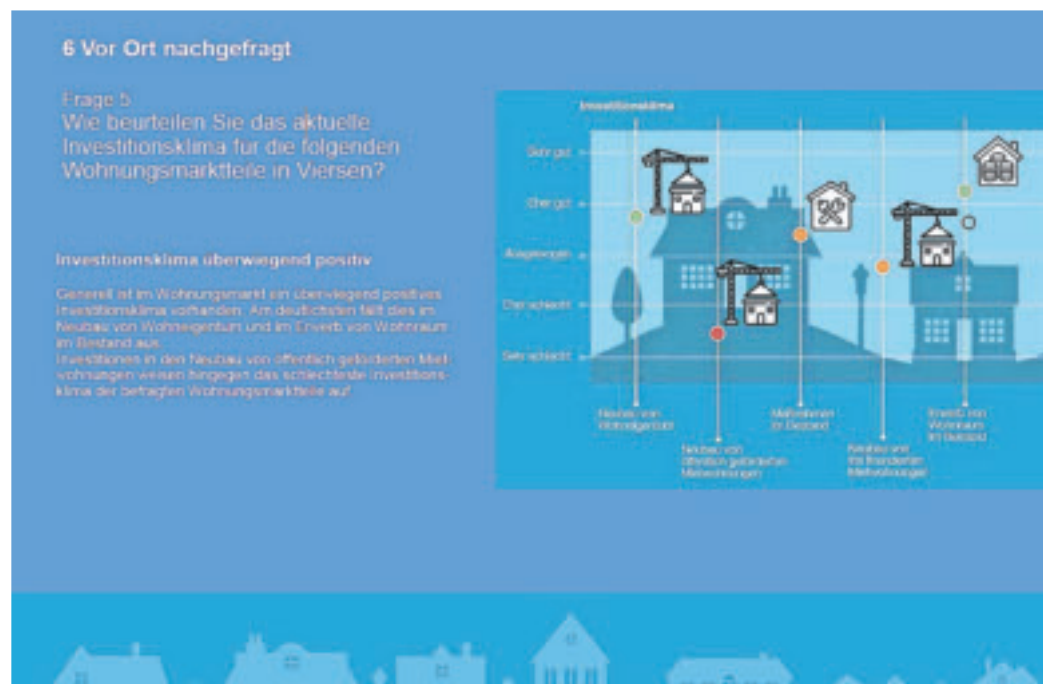 6 Vor Ort nachgefragt
Frage 5
Wie beurteilen Sie das aktuelle
Investitionsklima für die folgenden
Wohnungsmarktteile in Viersen?
Investitionsklima überwiegend positiv
Generell ist im Wohnungsmarkt ein überwiegend positives
Investitionsklima vorhanden. Am deutlichsten fällt dies im
Neubau von Wohneigentum und im Erwerb von Wohnraum
im Bestand aus.
Investitionen in den Neubau von öffentlich geförderten Miet-
wohnungen weisen hingegen das schlechteste Investitions-
klima der befragten Wohnungsmarktteile auf.
Investitionsklima
Sehr gut
Eher gut
Ausgewogen
Eher schlecht
Sehr schlecht
Neubau von
Wohneigentum
Neubau von
öffentlich geförderten
Mietwohnungen
Maßnahmen
im Bestand
Neubau von
frei finanzierten
Mietwohnungen
Erwerb von
Wohnraum
im Bestand